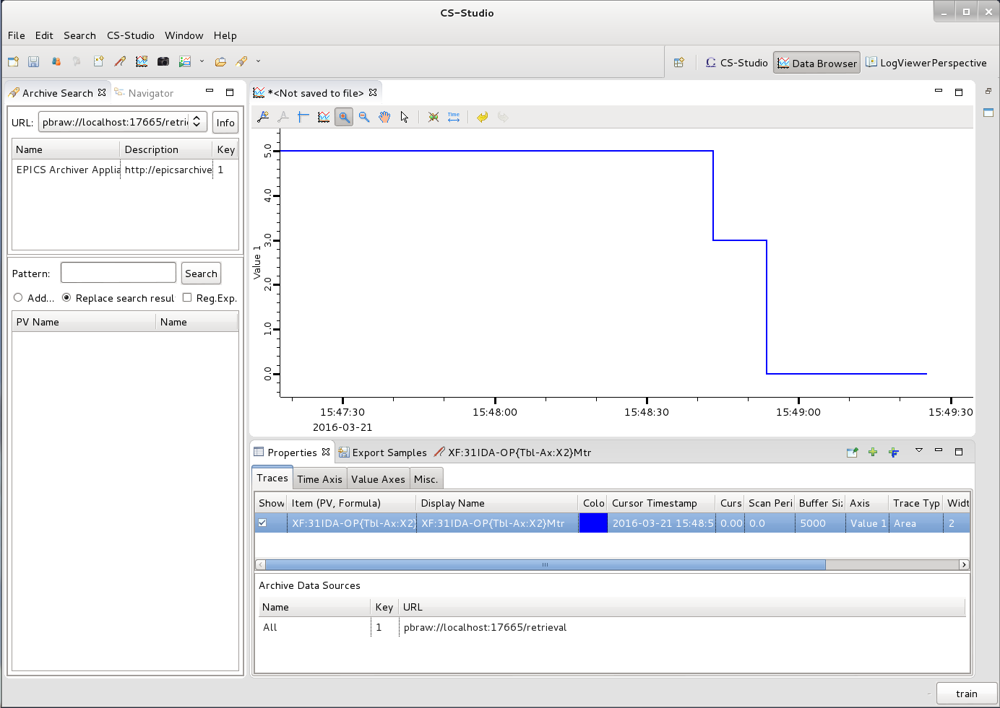 CS-Studio
File Edit Search CS-Studio Window Help
CS-Studio Data Browser LogViewerPerspective
Archive Search Navigator
URL: pbraw://localhost:17665/retri Info
Name Description Key
EPICS Archiver Applia http://epicsarchive 1
Pattern: Search
Add... Replace search resul Reg.Exp.
PV Name Name
*<Not saved to file>
Time
5.0
4.0
3.0
2.0
1.0
0.0
Value 1
15:47:30 15:48:00 15:48:30 15:49:00 15:49:30
2016-03-21
Properties Export Samples XF:31IDA-OP{Tbl-Ax:X2}Mtr
Traces Time Axis Value Axes Misc.
Show Item (PV, Formula) Display Name Colo Cursor Timestamp Curs Scan Peri Buffer Si Axis Trace Typ Widt
XF:31IDA-OP{Tbl-Ax:X2} XF:31IDA-OP{Tbl-Ax:X2}Mtr 2016-03-21 15:48:5 0.00 0.0 5000 Value 1 Area 2
Archive Data Sources
Name Key URL
All 1 pbraw://localhost:17665/retrieval
train